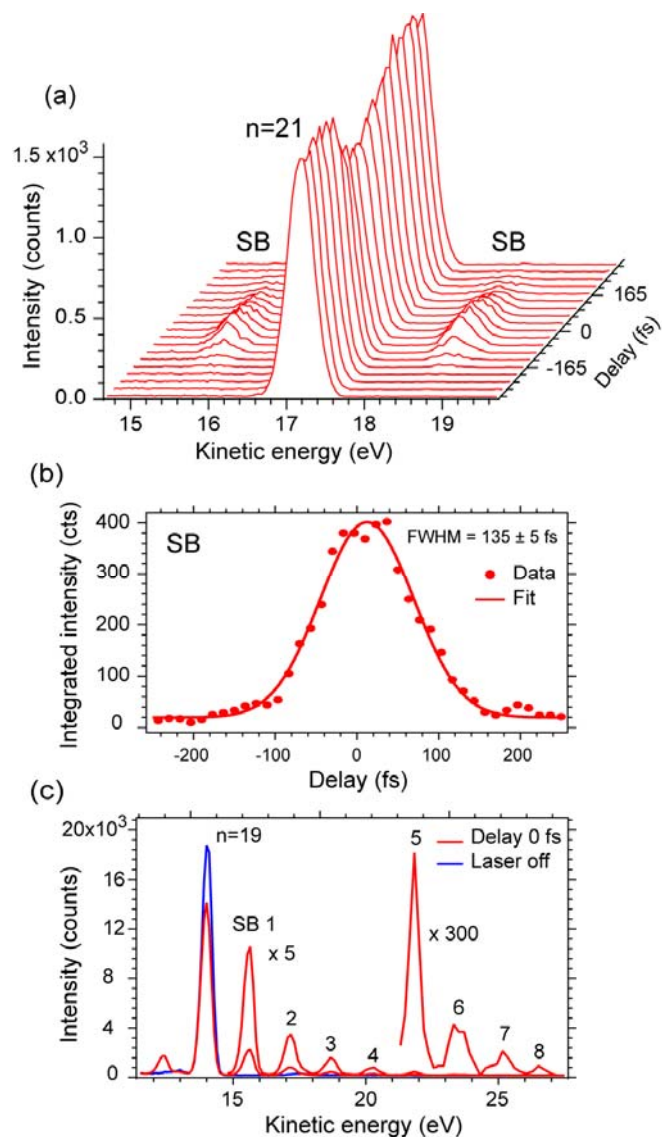 (a)
n=21
1.5 x10³
1.0
0.5
0.0
Intensity (counts)
SB
SB
165
0
-165
Delay (fs)
15
16
17
18
19
Kinetic energy (eV)
(b)
400
300
200
100
0
Integrated intensity (cts)
SB
FWHM = 135 ± 5 fs
Data
Fit
-200
-100
0
100
200
Delay (fs)
(c)
20x10³
16
12
8
4
0
Intensity (counts)
n=19
5
Delay 0 fs
Laser off
SB 1
x 5
x 300
2
3
4
6
7
8
15
20
25
Kinetic energy (eV)